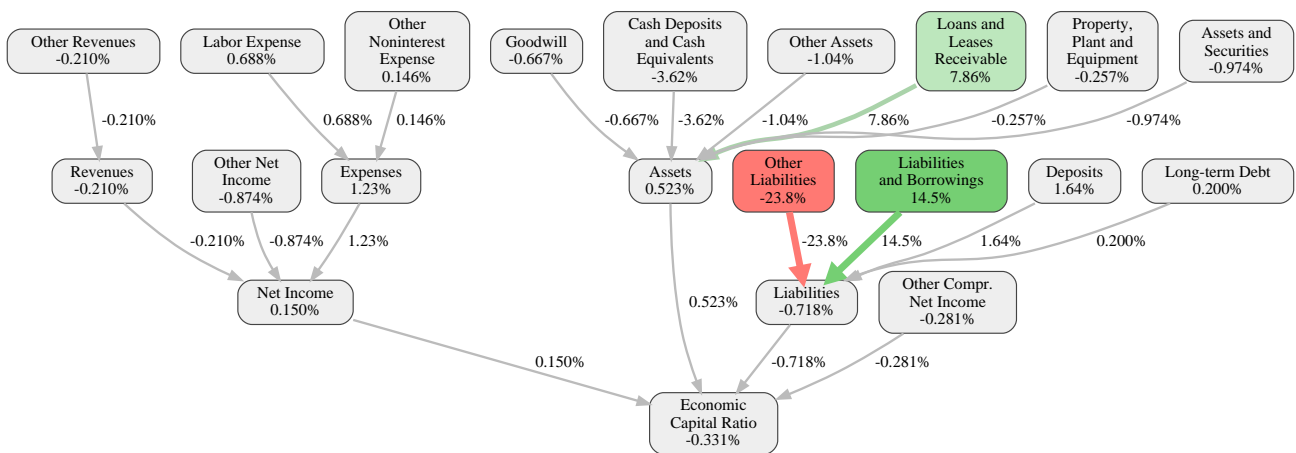 Other Revenues
-0.210%
Labor Expense
0.688%
Other
Noninterest
Expense
0.146%
Goodwill
-0.667%
Cash Deposits
and Cash
Equivalents
-3.62%
Other Assets
-1.04%
Loans and
Leases
Receivable
7.86%
Property,
Plant and
Equipment
-0.257%
Assets and
Securities
-0.974%
-0.210%
0.688%
0.146%
-0.667%
-3.62%
-1.04%
7.86%
-0.257%
-0.974%
Revenues
-0.210%
Other Net
Income
-0.874%
Expenses
1.23%
Assets
0.523%
Other
Liabilities
-23.8%
Liabilities
and Borrowings
14.5%
Deposits
1.64%
Long-term Debt
0.200%
-0.210%
-0.874%
1.23%
-23.8%
14.5%
1.64%
0.200%
Net Income
0.150%
0.523%
Liabilities
-0.718%
Other Compr.
Net Income
-0.281%
0.150%
-0.718%
-0.281%
Economic
Capital Ratio
-0.331%